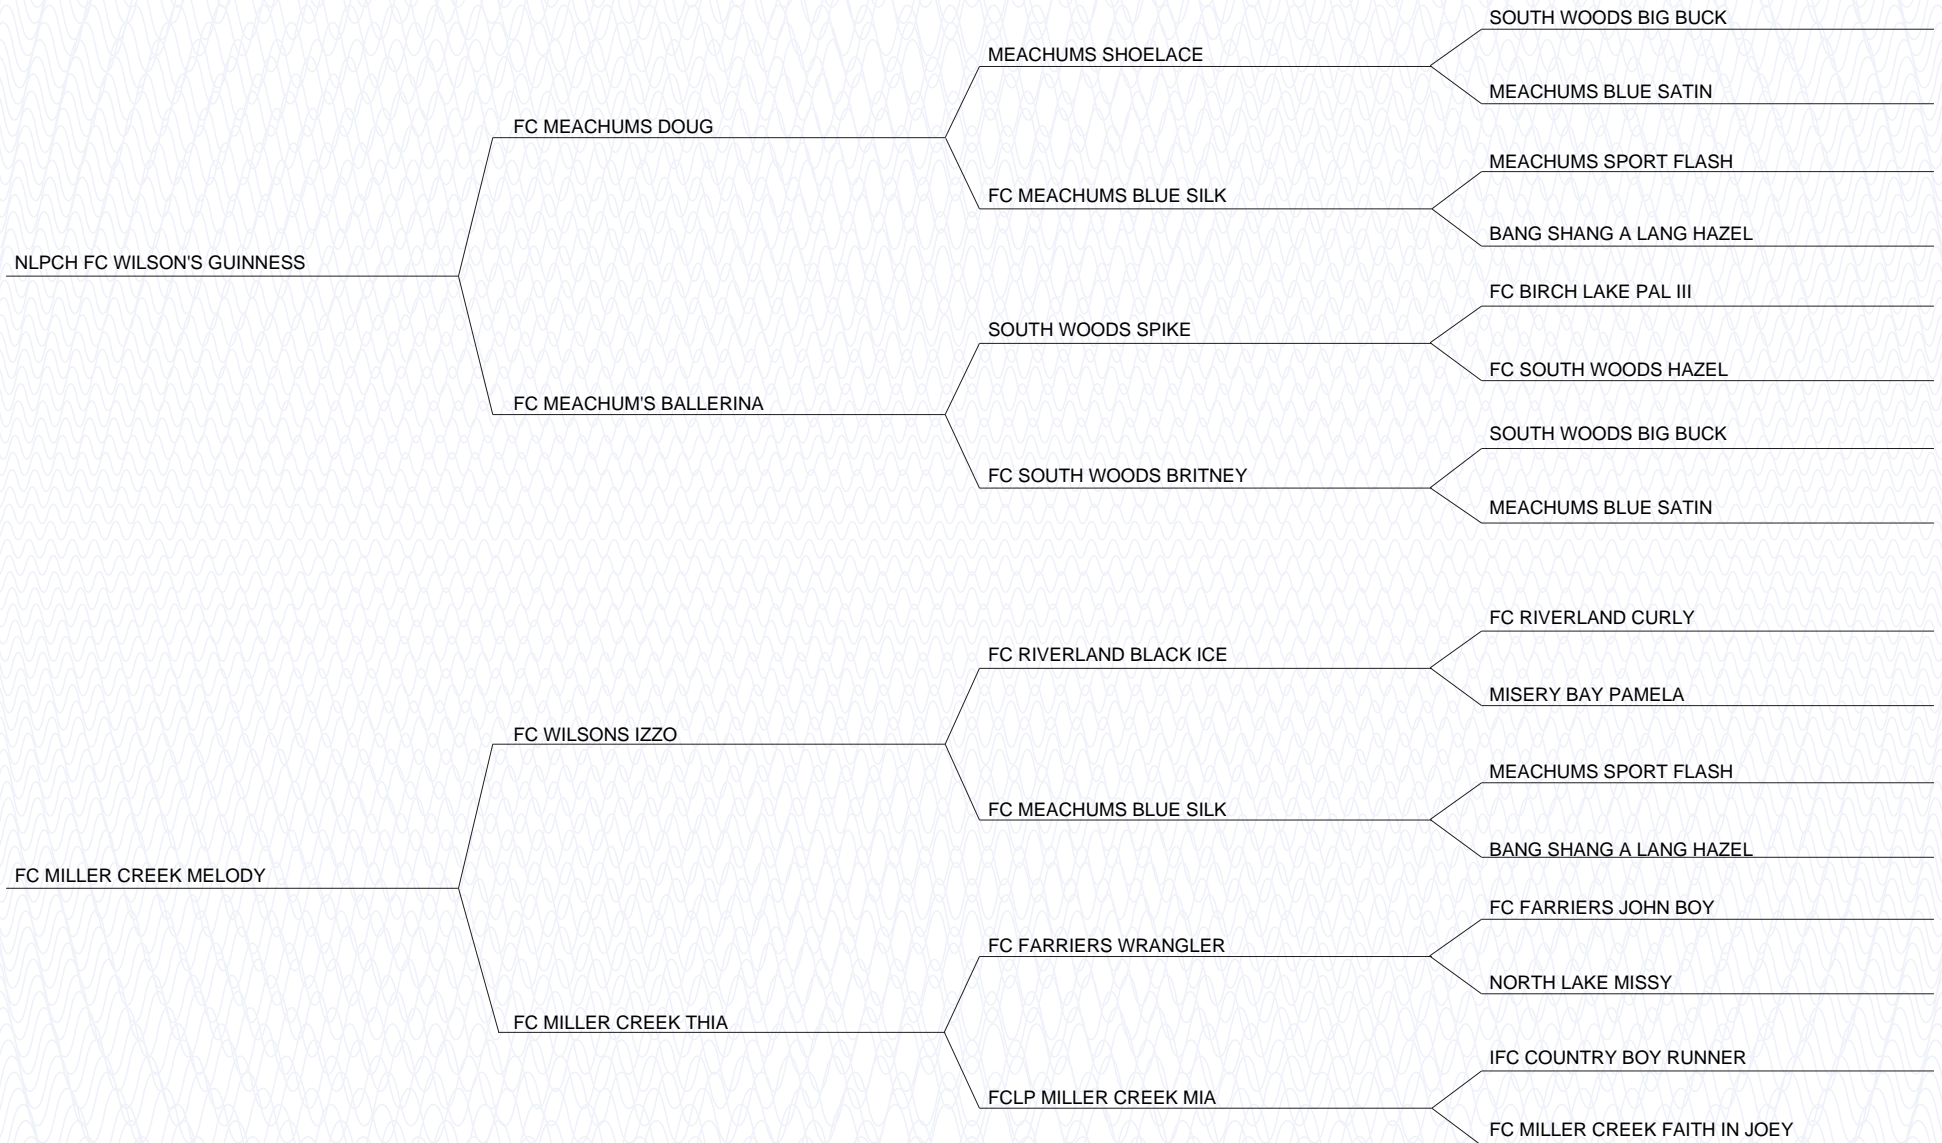 SOUTH WOODS BIG BUCK
MEACHUMS SHOELACE
MEACHUMS BLUE SATIN
FC MEACHUMS DOUG
MEACHUMS SPORT FLASH
FC MEACHUMS BLUE SILK
BANG SHANG A LANG HAZEL
NLPCH FC WILSON'S GUINNESS
FC BIRCH LAKE PAL III
SOUTH WOODS SPIKE
FC SOUTH WOODS HAZEL
FC MEACHUM'S BALLERINA
SOUTH WOODS BIG BUCK
FC SOUTH WOODS BRITNEY
MEACHUMS BLUE SATIN
FC RIVERLAND CURLY
FC RIVERLAND BLACK ICE
MISERY BAY PAMELA
FC WILSONS IZZO
MEACHUMS SPORT FLASH
FC MEACHUMS BLUE SILK
BANG SHANG A LANG HAZEL
FC MILLER CREEK MELODY
FC FARRIERS JOHN BOY
FC FARRIERS WRANGLER
NORTH LAKE MISSY
FC MILLER CREEK THIA
IFC COUNTRY BOY RUNNER
FCLP MILLER CREEK MIA
FC MILLER CREEK FAITH IN JOEY